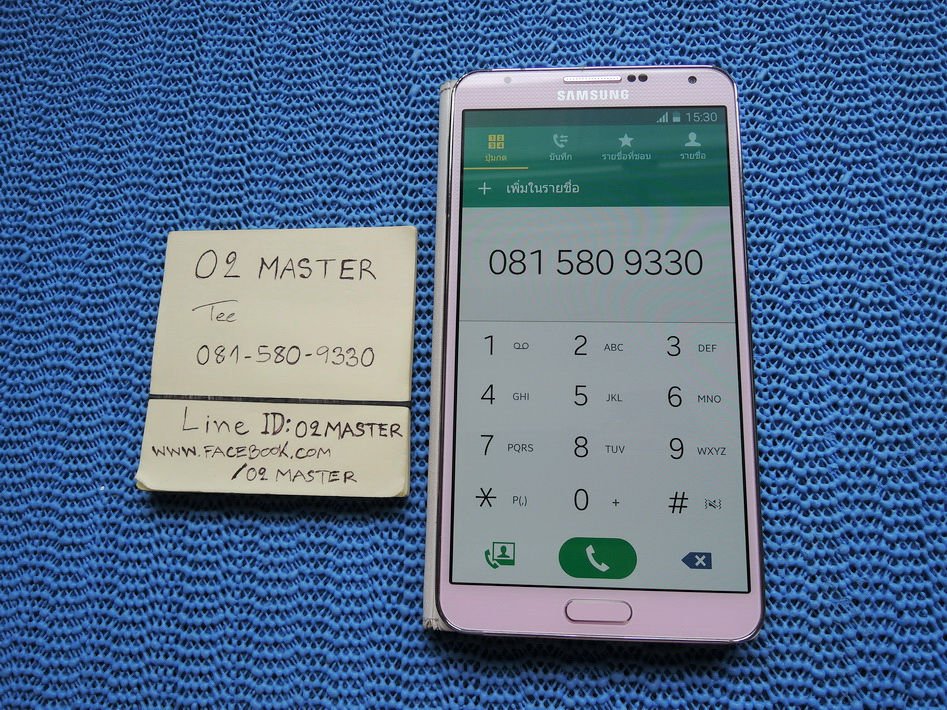 02 MASTER
Tee
081-580-9330
Line ID: 02MASTER
WWW.FACEBOOK.COM
/02 MASTER
SAMSUNG
15:30
ปุ่มกด บันทึก รายชื่อที่ชอบ รายชื่อ
+ เพิ่มในรายชื่อ
081 580 9330
1 2 ABC 3 DEF
4 GHI 5 JKL 6 MNO
7 PQRS 8 TUV 9 WXYZ
* P(,) 0 + #